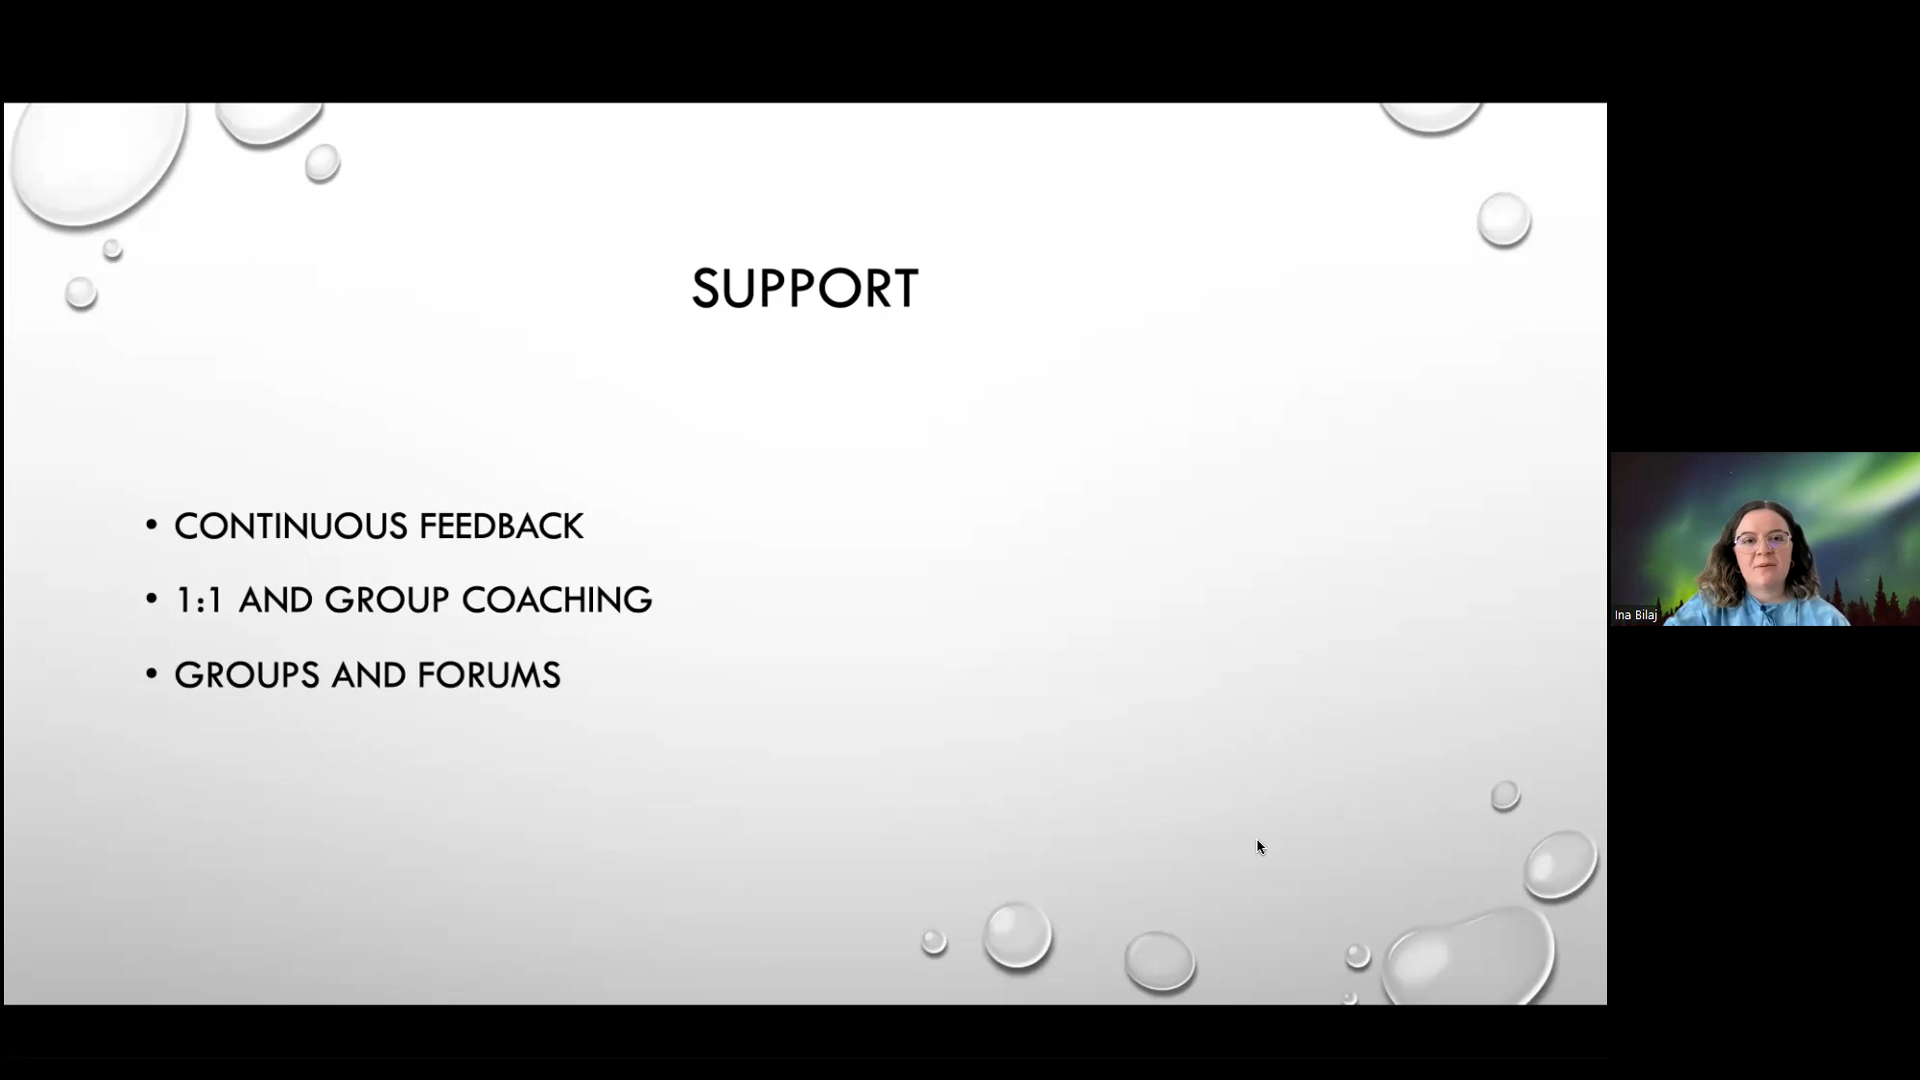 SUPPORT
• CONTINUOUS FEEDBACK
• 1:1 AND GROUP COACHING
• GROUPS AND FORUMS
Ina Bilaj